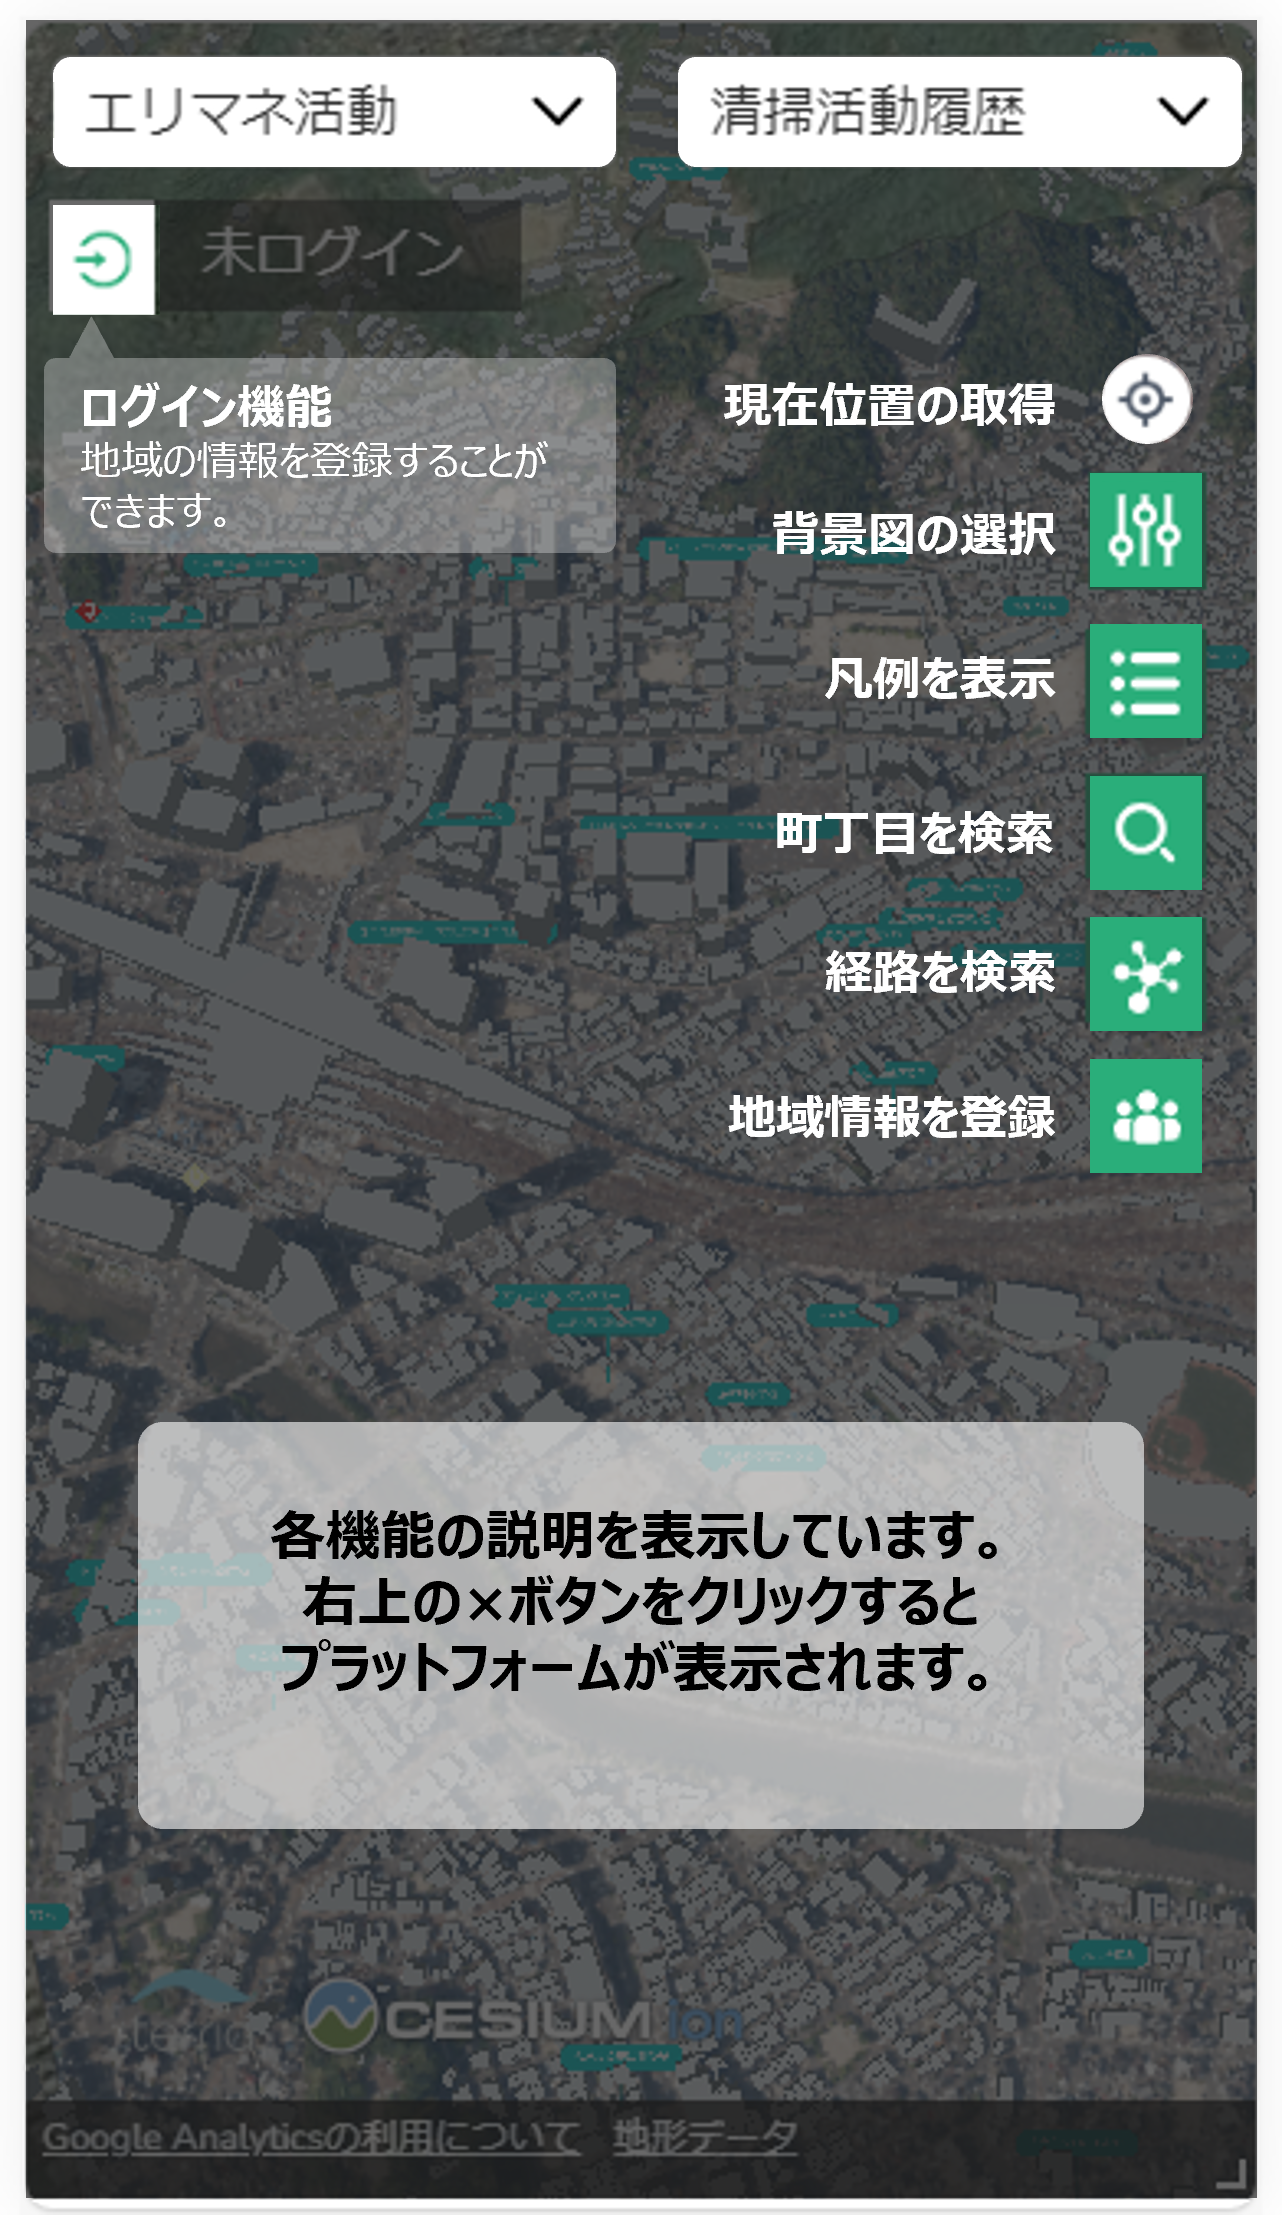 エリマネ活動
清掃活動履歴
未ログイン
ログイン機能
地域の情報を登録することが
できます。
現在位置の取得
背景図の選択
凡例を表示
町丁目を検索
経路を検索
地域情報を登録
各機能の説明を表示しています。
右上の×ボタンをクリックすると
プラットフォームが表示されます。
CESIUM ion
Google Analyticsの利用について 地形データ